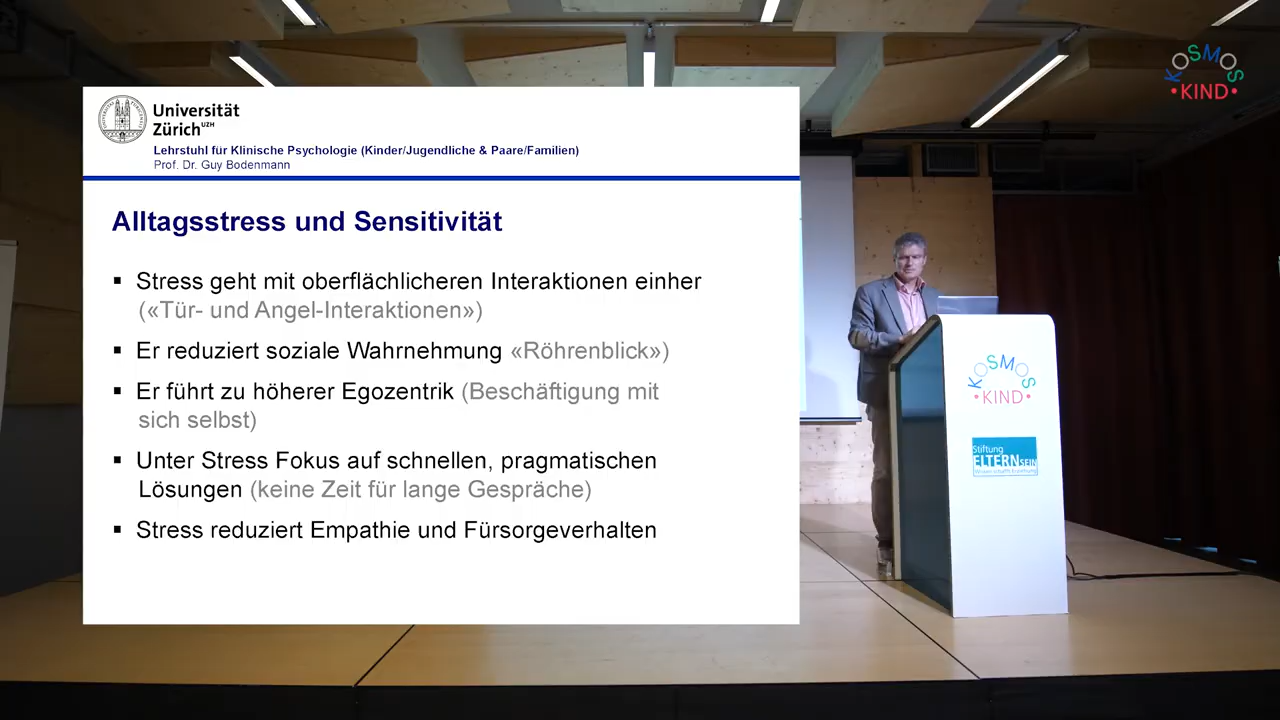 KOSMOS
•KIND•
Universität
Zürich UZH
Lehrstuhl für Klinische Psychologie (Kinder/Jugendliche & Paare/Familien)
Prof. Dr. Guy Bodenmann
Alltagsstress und Sensitivität
▪ Stress geht mit oberflächlicheren Interaktionen einher
(«Tür- und Angel-Interaktionen»)
▪ Er reduziert soziale Wahrnehmung «Röhrenblick»)
▪ Er führt zu höherer Egozentrik (Beschäftigung mit
sich selbst)
▪ Unter Stress Fokus auf schnellen, pragmatischen
Lösungen (keine Zeit für lange Gespräche)
▪ Stress reduziert Empathie und Fürsorgeverhalten
KOSMOS
•KIND•
Stiftung
ELTERNSEIN